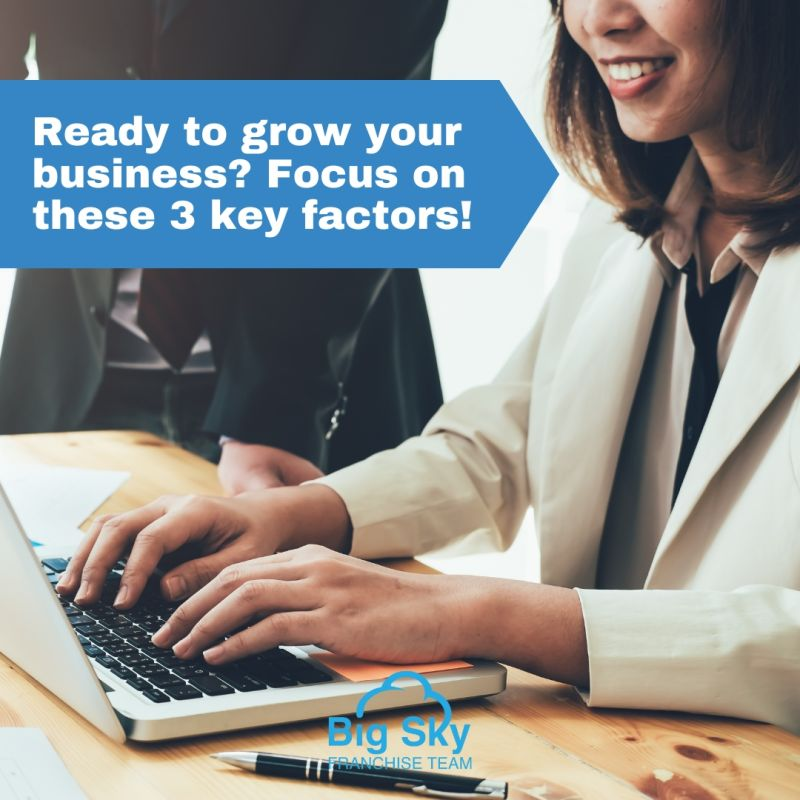 Ready to grow your
business? Focus on
these 3 key factors!
Big Sky
FRANCHISE TEAM